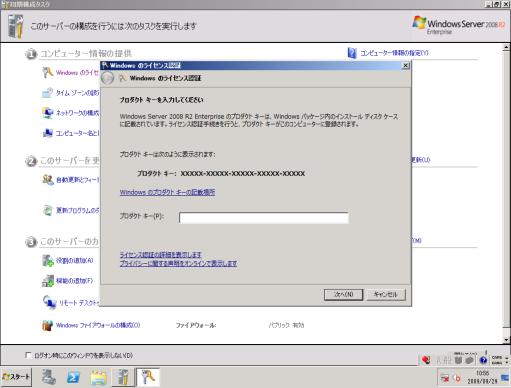 初期構成タスク
このサーバーの構成を行うには次のタスクを実行します
Windows Server 2008 R2
Enterprise
1 コンピューター情報の提供
コンピューター情報の指定(Y)
Windows のライセ
Windows のライセンス認証
Windows のライセンス認証
タイム ゾーンの設
ネットワークの構成
コンピューター名と
プロダクト キーを入力してください
Windows Server 2008 R2 Enterprise のプロダクト キーは、Windows パッケージ内のインストール ディスク ケース
に記載されています。ライセンス認証手続きを行うと、プロダクト キーがこのコンピューターに登録されます。
プロダクト キーは次のように表示されます:
プロダクト キー: XXXXX-XXXXX-XXXXX-XXXXX-XXXXX
Windows のプロダクト キーの記載場所
プロダクト キー(P):
ライセンス認証の詳細を表示します
プライバシーに関する声明をオンラインで表示します
次へ(N)
キャンセル
2 このサーバーを更
更新(U)
自動更新とフィー
更新プログラムのダ
3 このサーバーのカ
(M)
役割の追加(A)
機能の追加(F)
リモート デスクト
Windows ファイアウォールの構成(O)
ファイアウォール:
パブリック: 有効
ログオン時にこのウィンドウを表示しない(D)
スタート
CAPS
KANA
10:56
2009/09/29